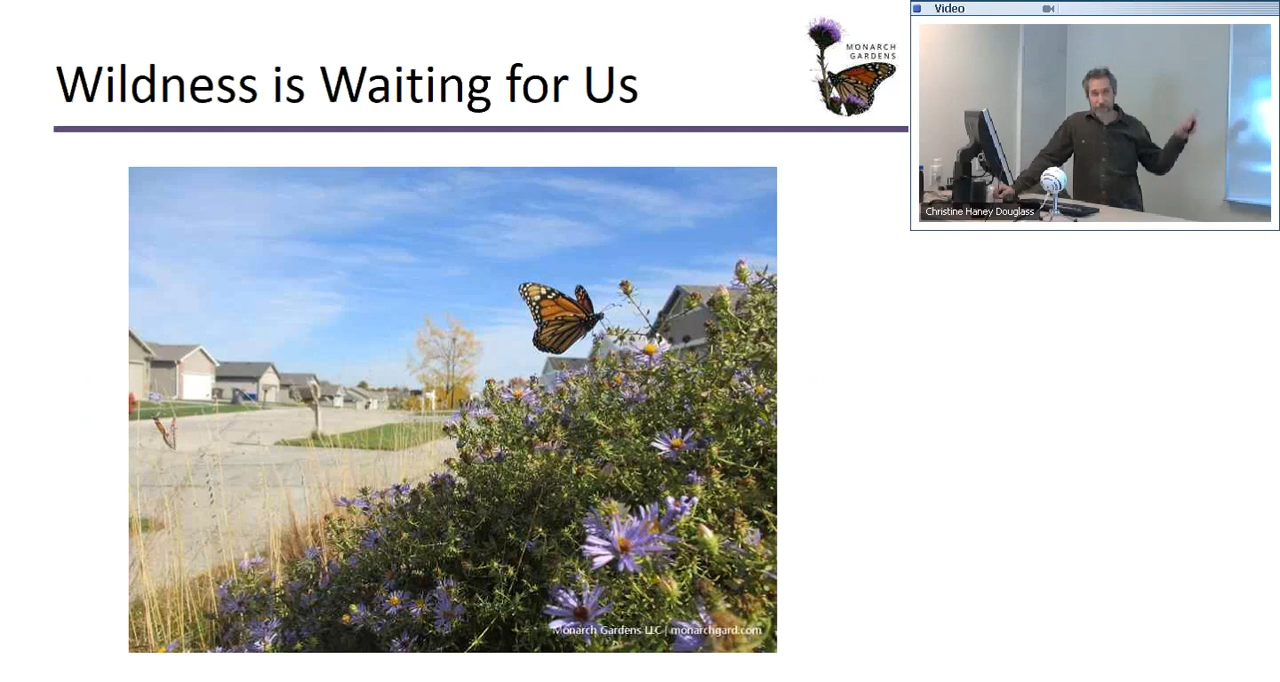 Wildness is Waiting for Us
MONARCH
GARDENS
Video
Christine Haney Douglass
Monarch Gardens LLC | monarchgard.com